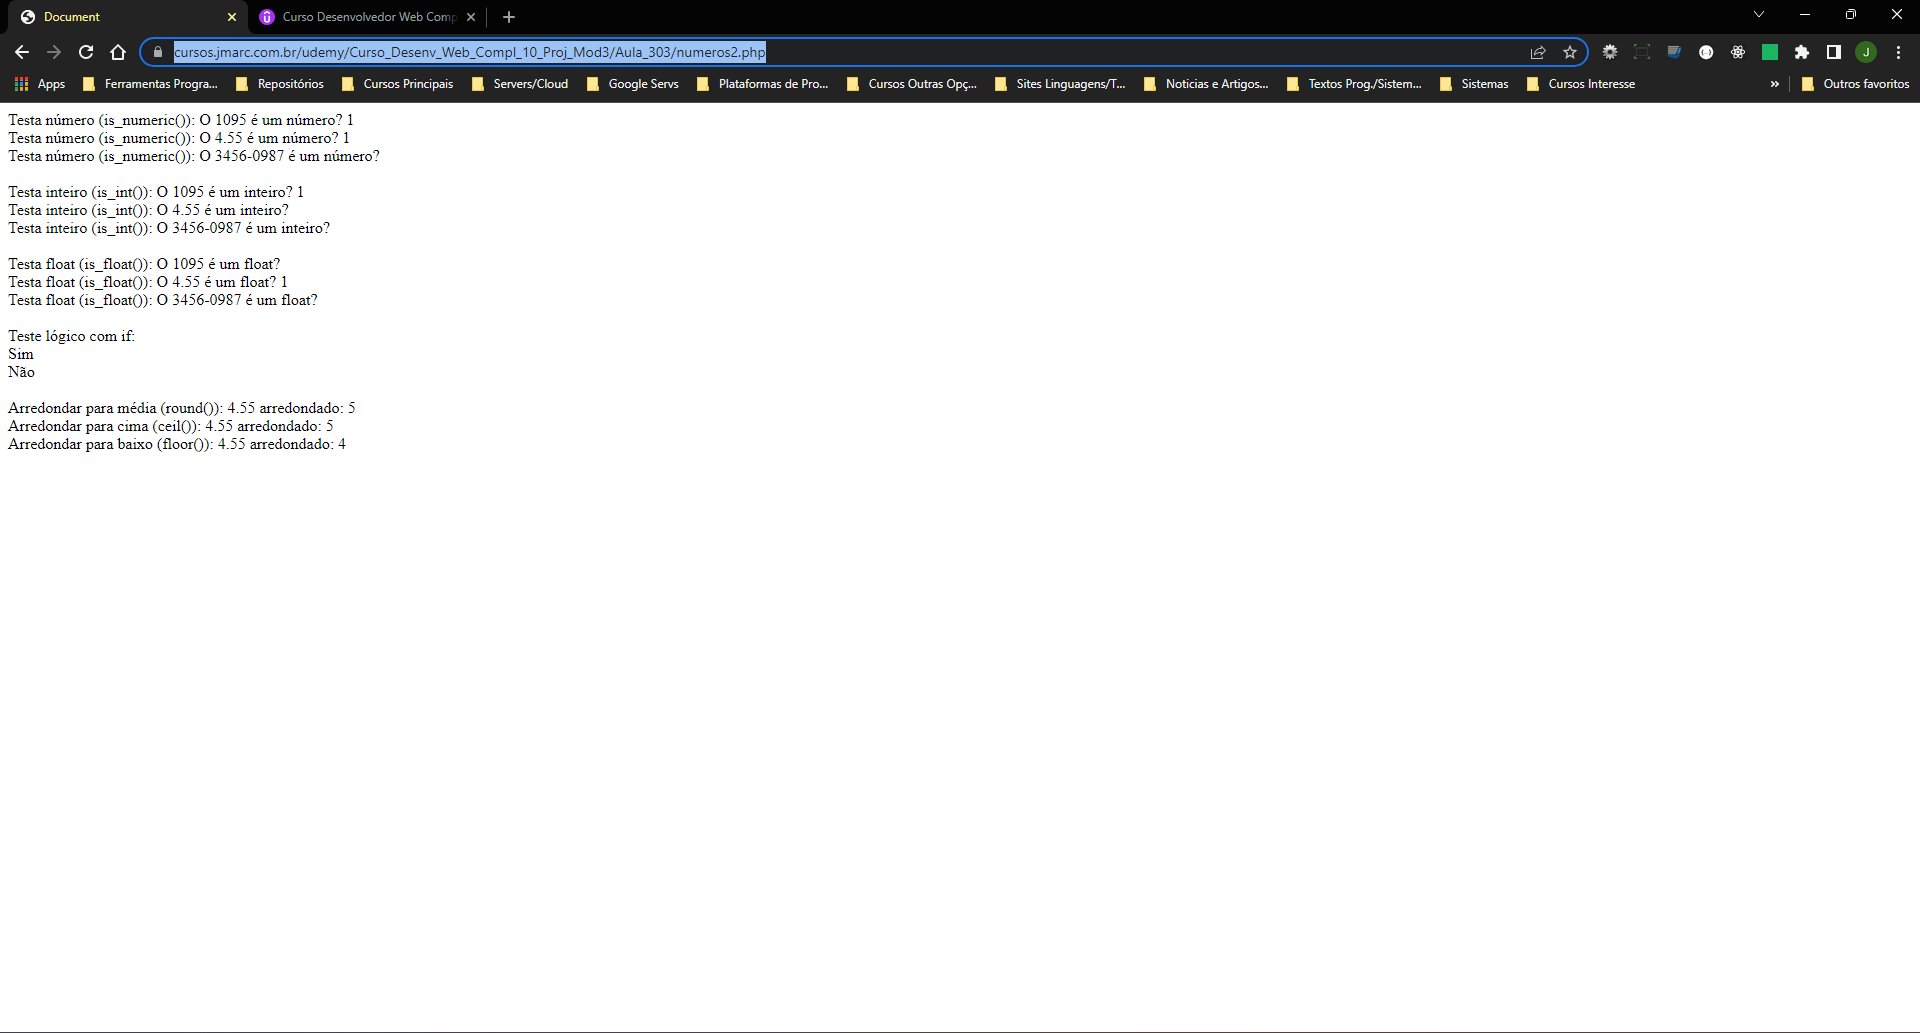 Document
Curso Desenvolvedor Web Comp
cursos.jmarc.com.br/udemy/Curso_Desenv_Web_Compl_10_Proj_Mod3/Aula_303/numeros2.php
J
Apps
Ferramentas Progra...
Repositórios
Cursos Principais
Servers/Cloud
Google Servs
Plataformas de Pro...
Cursos Outras Opç...
Sites Linguagens/T...
Noticias e Artigos...
Textos Prog./Sistem...
Sistemas
Cursos Interesse
»
Outros favoritos
Testa número (is_numeric()): O 1095 é um número? 1
Testa número (is_numeric()): O 4.55 é um número? 1
Testa número (is_numeric()): O 3456-0987 é um número?
Testa inteiro (is_int()): O 1095 é um inteiro? 1
Testa inteiro (is_int()): O 4.55 é um inteiro?
Testa inteiro (is_int()): O 3456-0987 é um inteiro?
Testa float (is_float()): O 1095 é um float?
Testa float (is_float()): O 4.55 é um float? 1
Testa float (is_float()): O 3456-0987 é um float?
Teste lógico com if:
Sim
Não
Arredondar para média (round()): 4.55 arredondado: 5
Arredondar para cima (ceil()): 4.55 arredondado: 5
Arredondar para baixo (floor()): 4.55 arredondado: 4